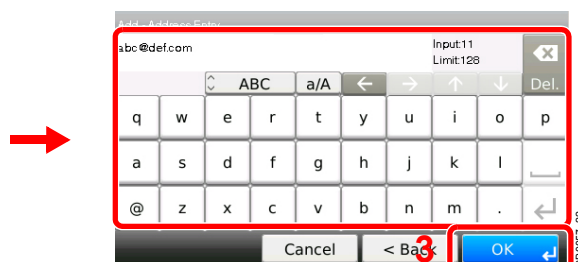 Add - Address Entry
abc@def.com
Input:11
Limit:128
ABC a/A ← → ↑ ↓ Del.
q w e r t y u i o p
a s d f g h j k l
@ z x c v b n m .
Cancel < Back 3 OK